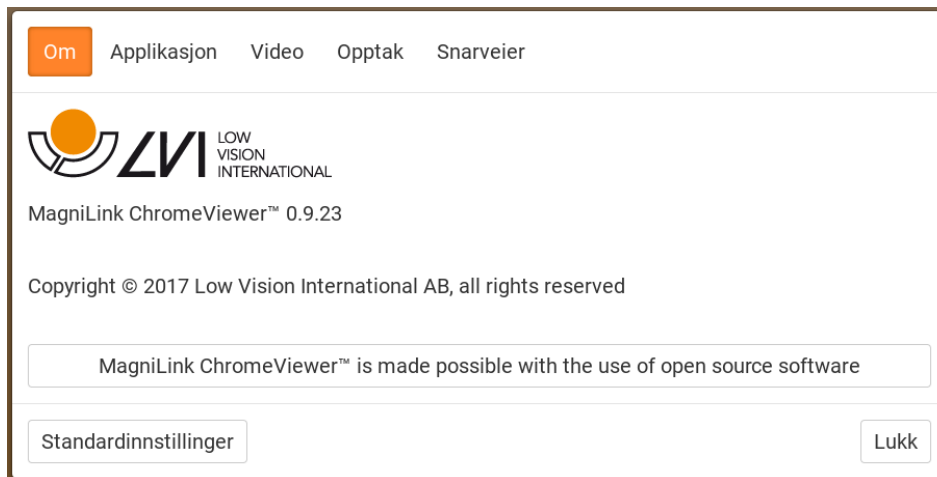 Om Applikasjon Video Opptak Snarveier
LVI LOW
VISION
INTERNATIONAL
MagniLink ChromeViewer™ 0.9.23
Copyright © 2017 Low Vision International AB, all rights reserved
MagniLink ChromeViewer™ is made possible with the use of open source software
Standardinnstillinger Lukk